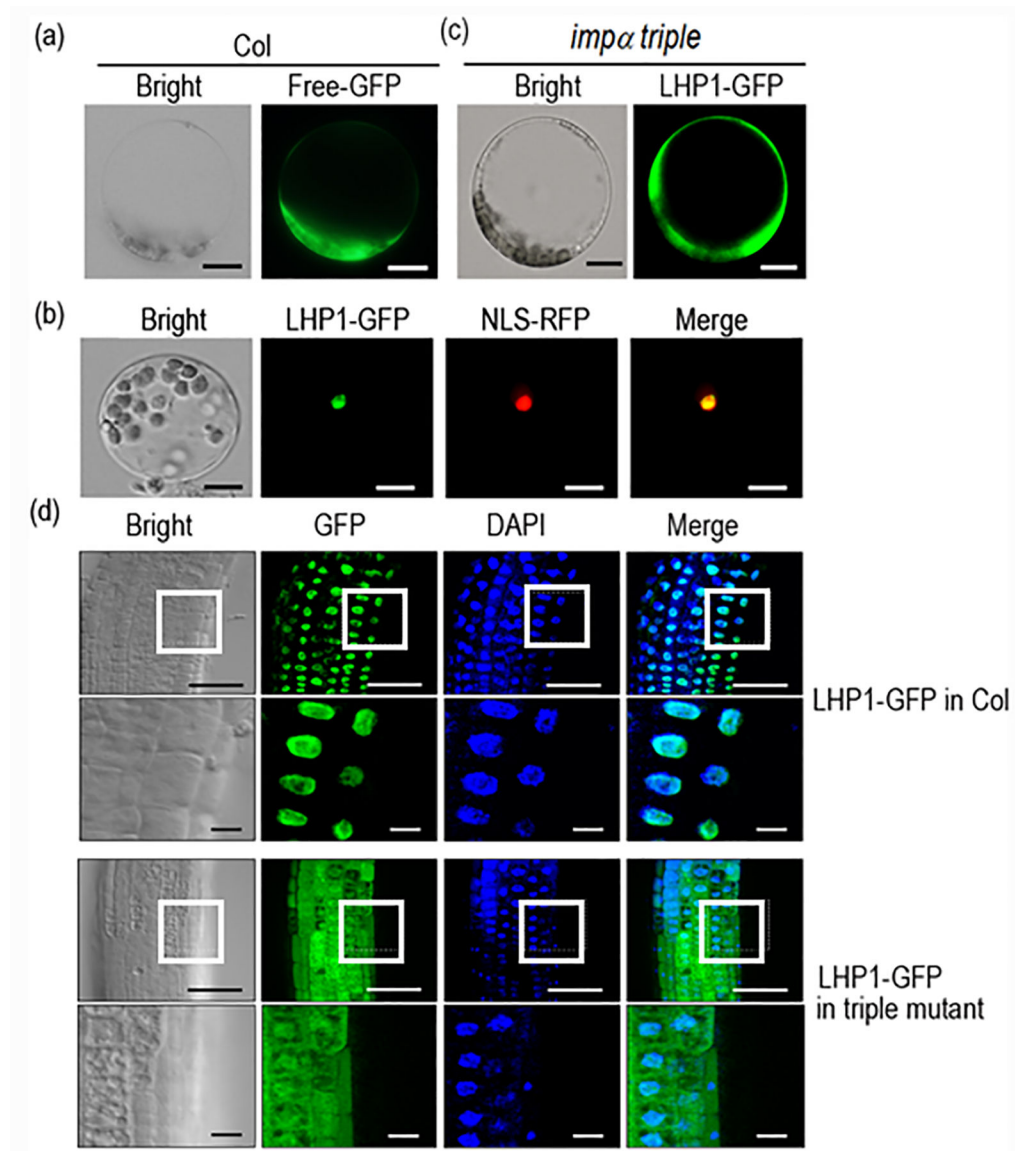 (a)
Col
Bright Free-GFP
(c)
impα triple
Bright LHP1-GFP
(b)
Bright LHP1-GFP NLS-RFP Merge
(d)
Bright GFP DAPI Merge
LHP1-GFP in Col
LHP1-GFP
in triple mutant